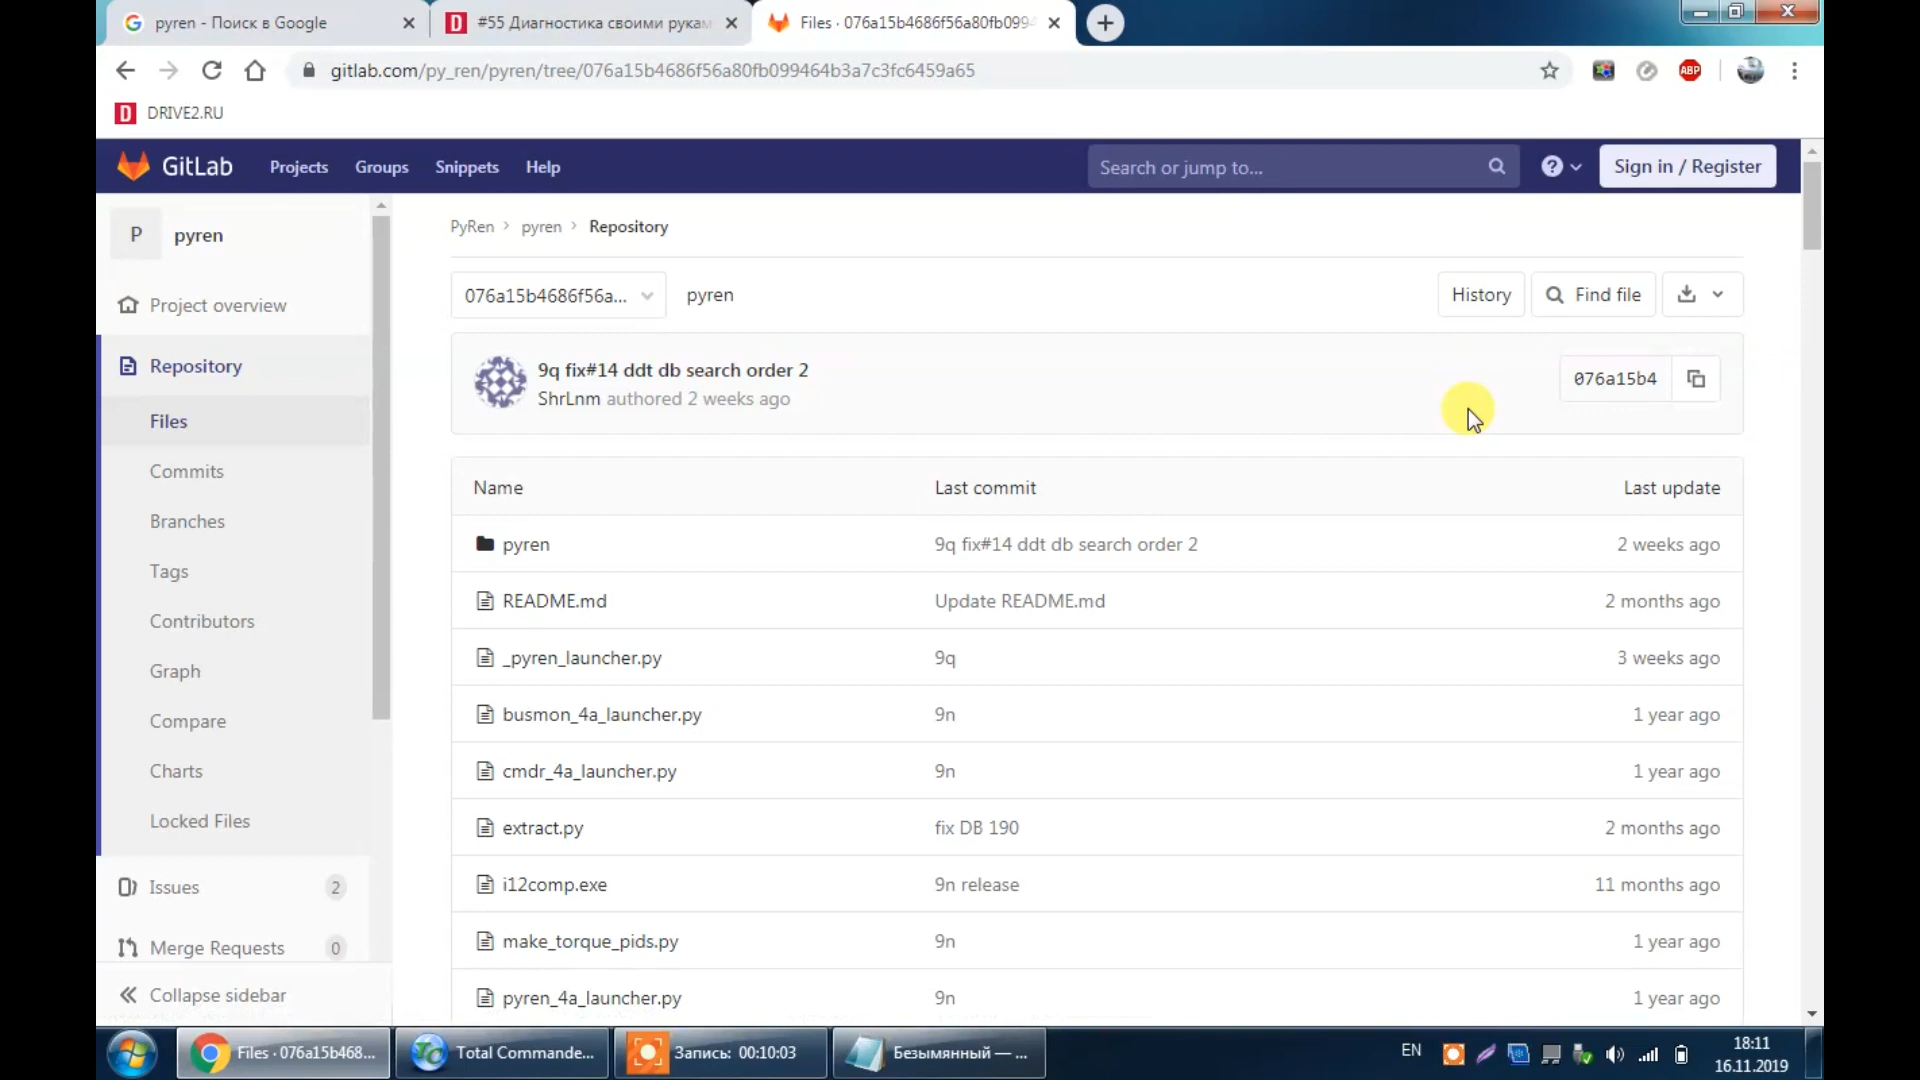 pyren - Поиск в Google
#55 Диагностика своими рукам
Files · 076a15b4686f56a80fb099
gitlab.com/py_ren/pyren/tree/076a15b4686f56a80fb099464b3a7c3fc6459a65
ABP
D DRIVE2.RU
GitLab Projects Groups Snippets Help Search or jump to... Sign in / Register
P pyren
PyRen > pyren > Repository
Project overview
076a15b4686f56a... pyren History Find file
Repository
9q fix#14 ddt db search order 2
ShrLnm authored 2 weeks ago
076a15b4
Files
Commits
Branches
Tags
Contributors
Graph
Compare
Charts
Locked Files
Issues 2
Merge Requests 0
Collapse sidebar
Name Last commit Last update
pyren 9q fix#14 ddt db search order 2 2 weeks ago
README.md Update README.md 2 months ago
_pyren_launcher.py 9q 3 weeks ago
busmon_4a_launcher.py 9n 1 year ago
cmdr_4a_launcher.py 9n 1 year ago
extract.py fix DB 190 2 months ago
i12comp.exe 9n release 11 months ago
make_torque_pids.py 9n 1 year ago
pyren_4a_launcher.py 9n 1 year ago
Files · 076a15b468...
Total Commande...
Запись: 00:10:03
Безымянный — ...
EN
18:11
16.11.2019